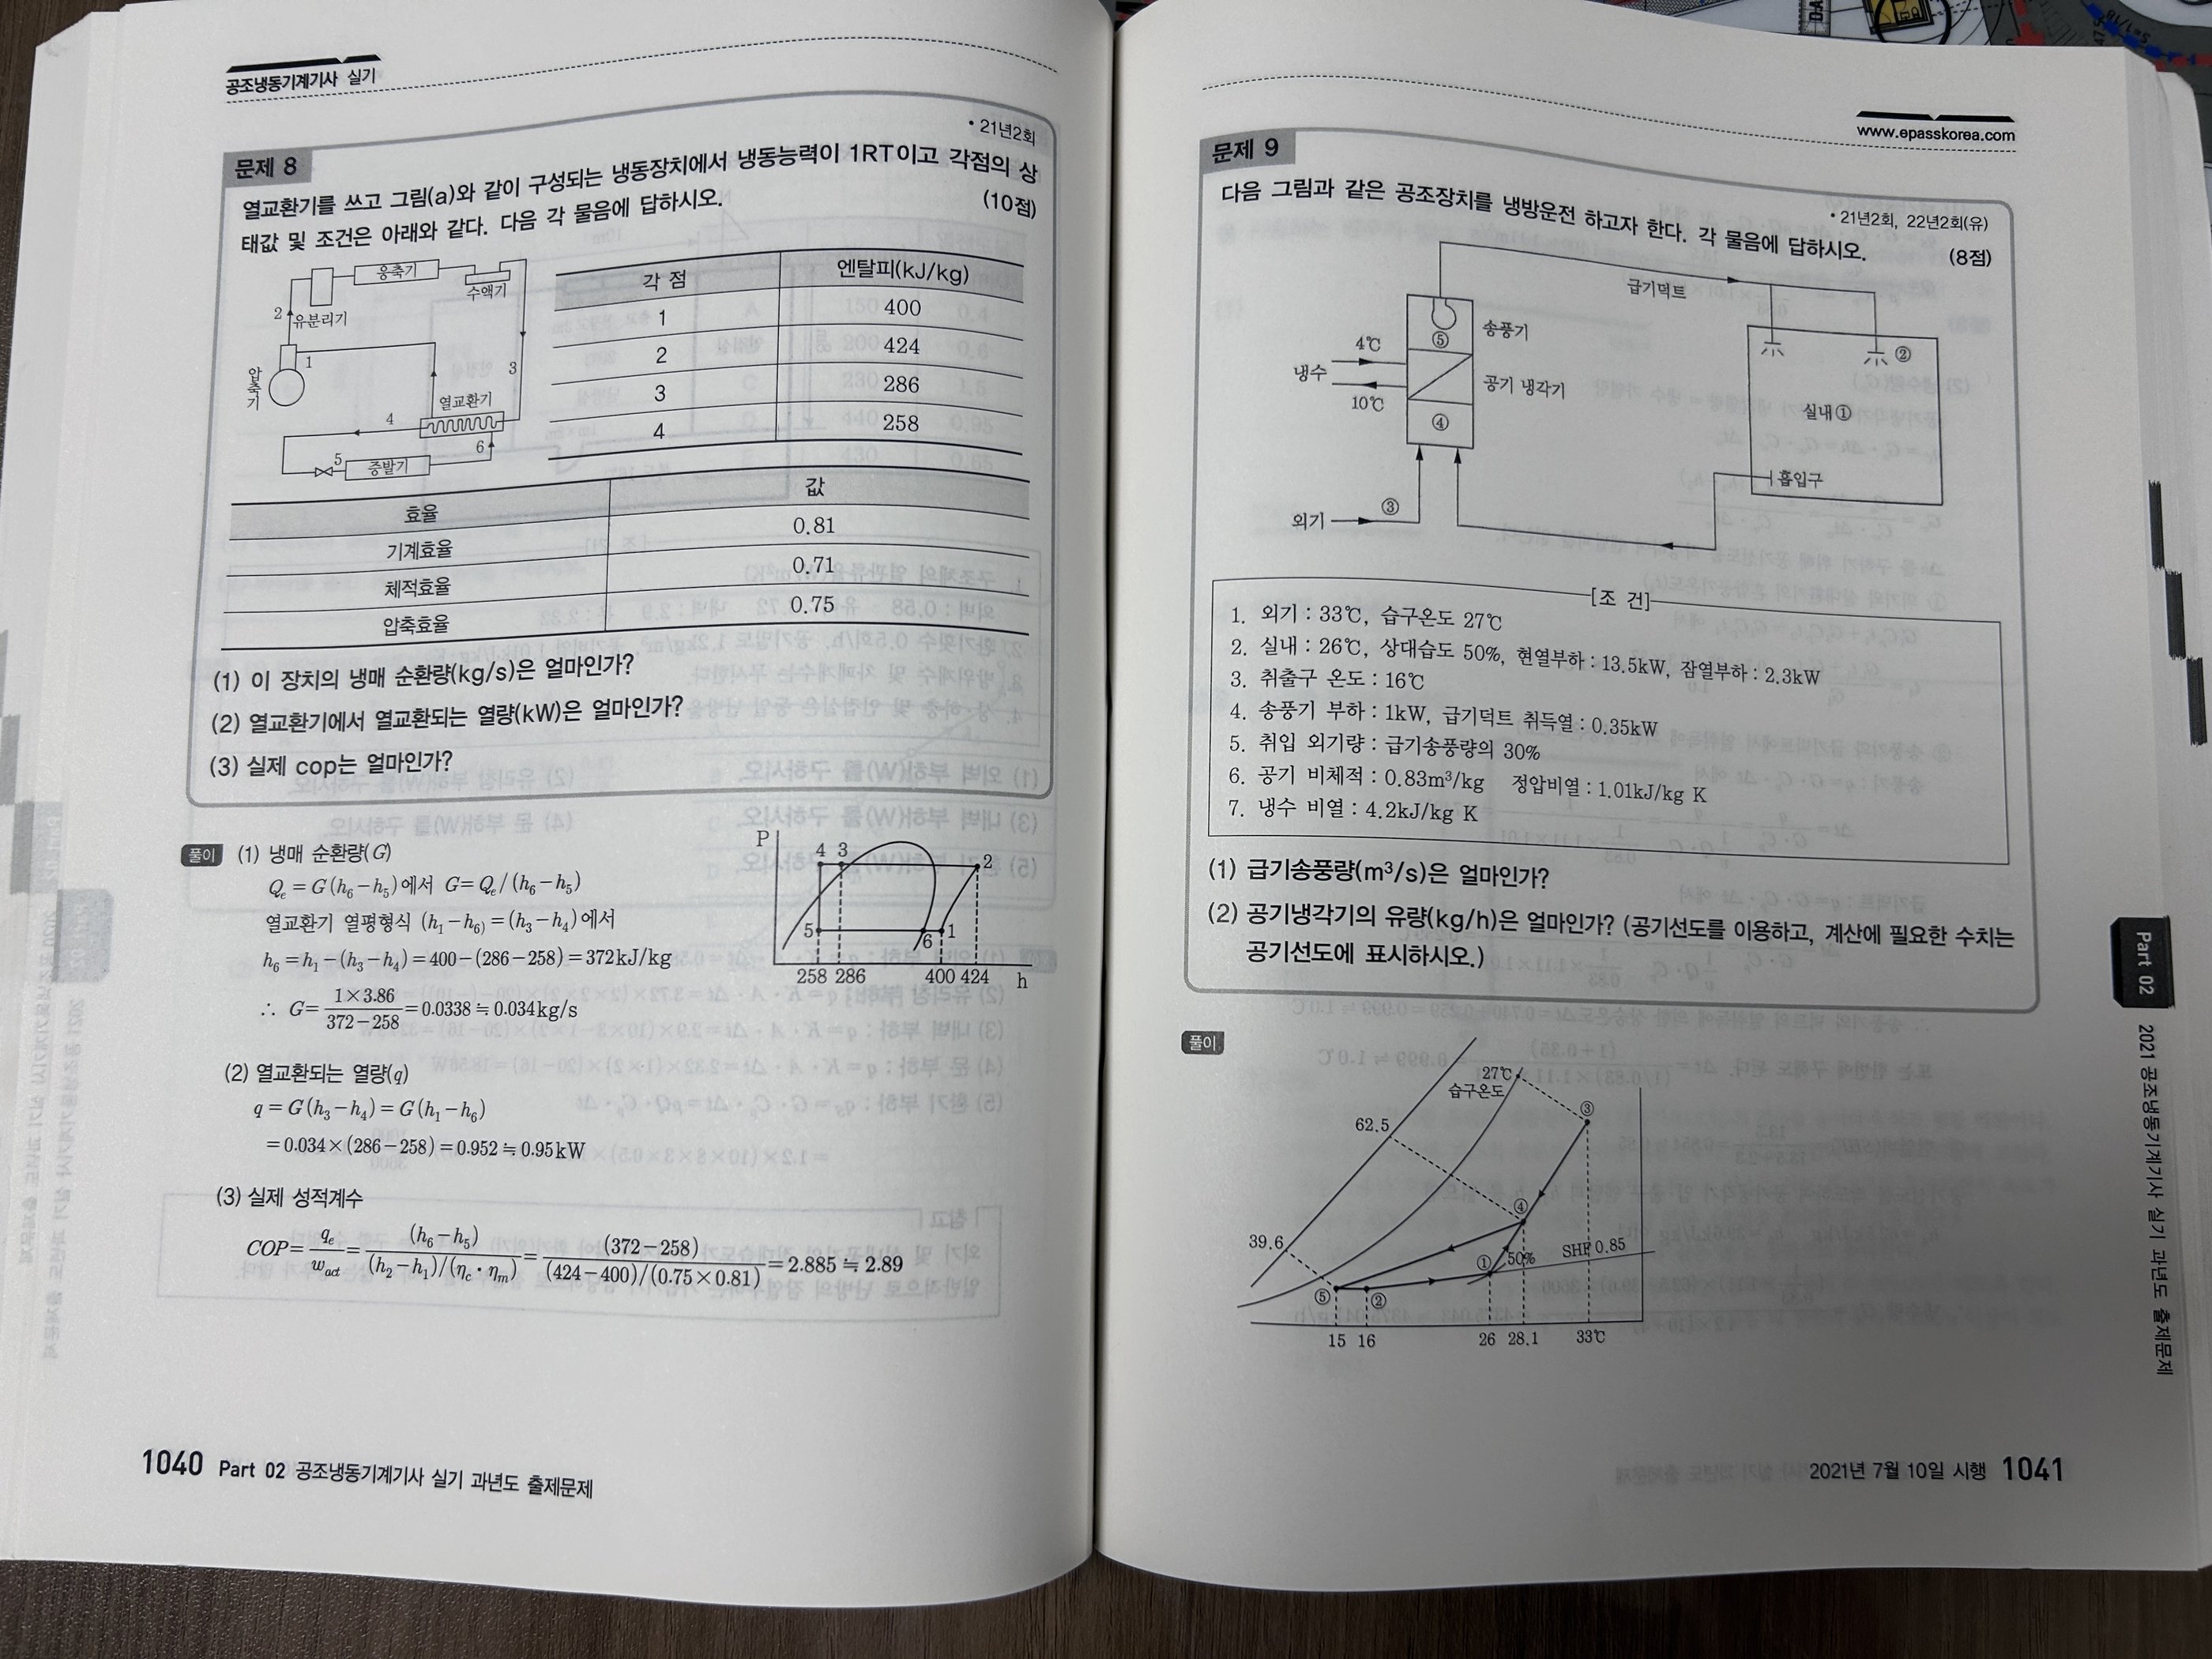 공조냉동기계기사 실기
• 21년2회
문제 8
열교환기를 쓰고 그림(a)와 같이 구성되는 냉동장치에서 냉동능력이 1RT이고 각점의 상
태값 및 조건은 아래와 같다. 다음 각 물음에 답하시오. (10점)
응축기
수액기
2
유분리기
1
3
압축기
열교환기
4
6
5
증발기
각 점 엔탈피(kJ/kg)
1 400
2 424
3 286
4 258
효율 값
기계효율 0.81
체적효율 0.71
압축효율 0.75
(1) 이 장치의 냉매 순환량(kg/s)은 얼마인가?
(2) 열교환기에서 열교환되는 열량(kW)은 얼마인가?
(3) 실제 cop는 얼마인가?
풀이 (1) 냉매 순환량(G)
Qe = G(h6−h5)에서 G=Qe/(h6−h5)
열교환기 열평형식 (h1−h6)=(h3−h4)에서
h6=h1−(h3−h4)=400−(286−258)=372kJ/kg
∴ G= 1×3.86 / 372−258 =0.0338≒0.034kg/s
P
4 3 2
5 6 1
258 286 400 424 h
(2) 열교환되는 열량(q)
q=G(h3−h4)=G(h1−h6)
=0.034×(286−258)=0.952≒0.95kW
(3) 실제 성적계수
COP= qe / wact = (h6−h5) / (h2−h1)/(ηc·ηm) = (372−258) / (424−400)/(0.75×0.81) =2.885≒2.89
1040 Part 02 공조냉동기계기사 실기 과년도 출제문제
www.epasskorea.com
문제 9
• 21년2회, 22년2회(유)
다음 그림과 같은 공조장치를 냉방운전 하고자 한다. 각 물음에 답하시오. (8점)
급기덕트
송풍기
⑤
4℃
냉수
10℃
공기 냉각기
④
②
실내①
흡입구
외기
③
[조 건]
1. 외기 : 33℃, 습구온도 27℃
2. 실내 : 26℃, 상대습도 50%, 현열부하 : 13.5kW, 잠열부하 : 2.3kW
3. 취출구 온도 : 16℃
4. 송풍기 부하 : 1kW, 급기덕트 취득열 : 0.35kW
5. 취입 외기량 : 급기송풍량의 30%
6. 공기 비체적 : 0.83m³/kg 정압비열 : 1.01kJ/kg K
7. 냉수 비열 : 4.2kJ/kg K
(1) 급기송풍량(m³/s)은 얼마인가?
(2) 공기냉각기의 유량(kg/h)은 얼마인가? (공기선도를 이용하고, 계산에 필요한 수치는
공기선도에 표시하시오.)
풀이
27℃
습구온도
③
62.5
④
39.6
①
50%
SHF 0.85
⑤
②
15 16 26 28.1 33℃
Part 02
2021 공조냉동기계기사 실기 과년도 출제문제
2021년 7월 10일 시행 1041